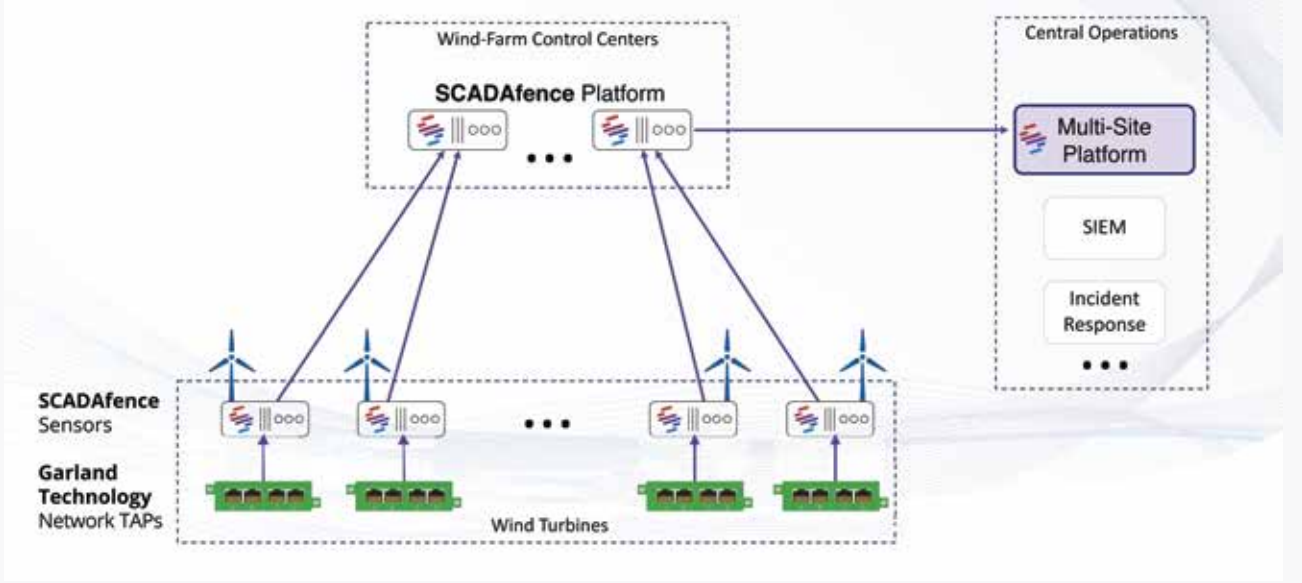 Wind-Farm Control Centers
SCADAfence Platform
Central Operations
Multi-Site
Platform
SIEM
Incident
Response
SCADAfence
Sensors
Garland
Technology
Network TAPs
Wind Turbines